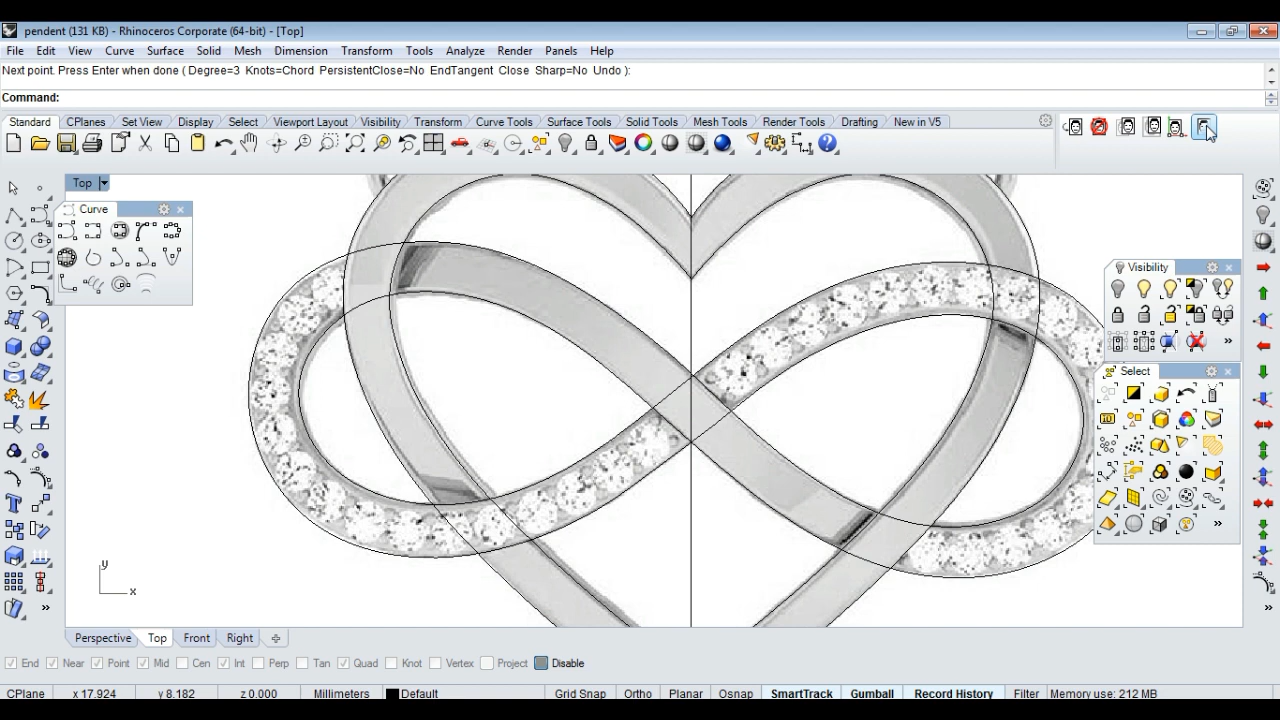 pendent (131 KB) - Rhinoceros Corporate (64-bit) - [Top]
File Edit View Curve Surface Solid Mesh Dimension Transform Tools Analyze Render Panels Help
Next point. Press Enter when done ( Degree=3 Knots=Chord PersistentClose=No EndTangent Close Sharp=No Undo ):
Command:
Standard CPlanes Set View Display Select Viewport Layout Visibility Transform Curve Tools Surface Tools Solid Tools Mesh Tools Render Tools Drafting New in V5
Top
Curve
Visibility
Select
y
x
Perspective Top Front Right
End Near Point Mid Cen Int Perp Tan Quad Knot Vertex Project Disable
CPlane x 17.924 y 8.182 z 0.000 Millimeters Default Grid Snap Ortho Planar Osnap SmartTrack Gumball Record History Filter Memory use: 212 MB